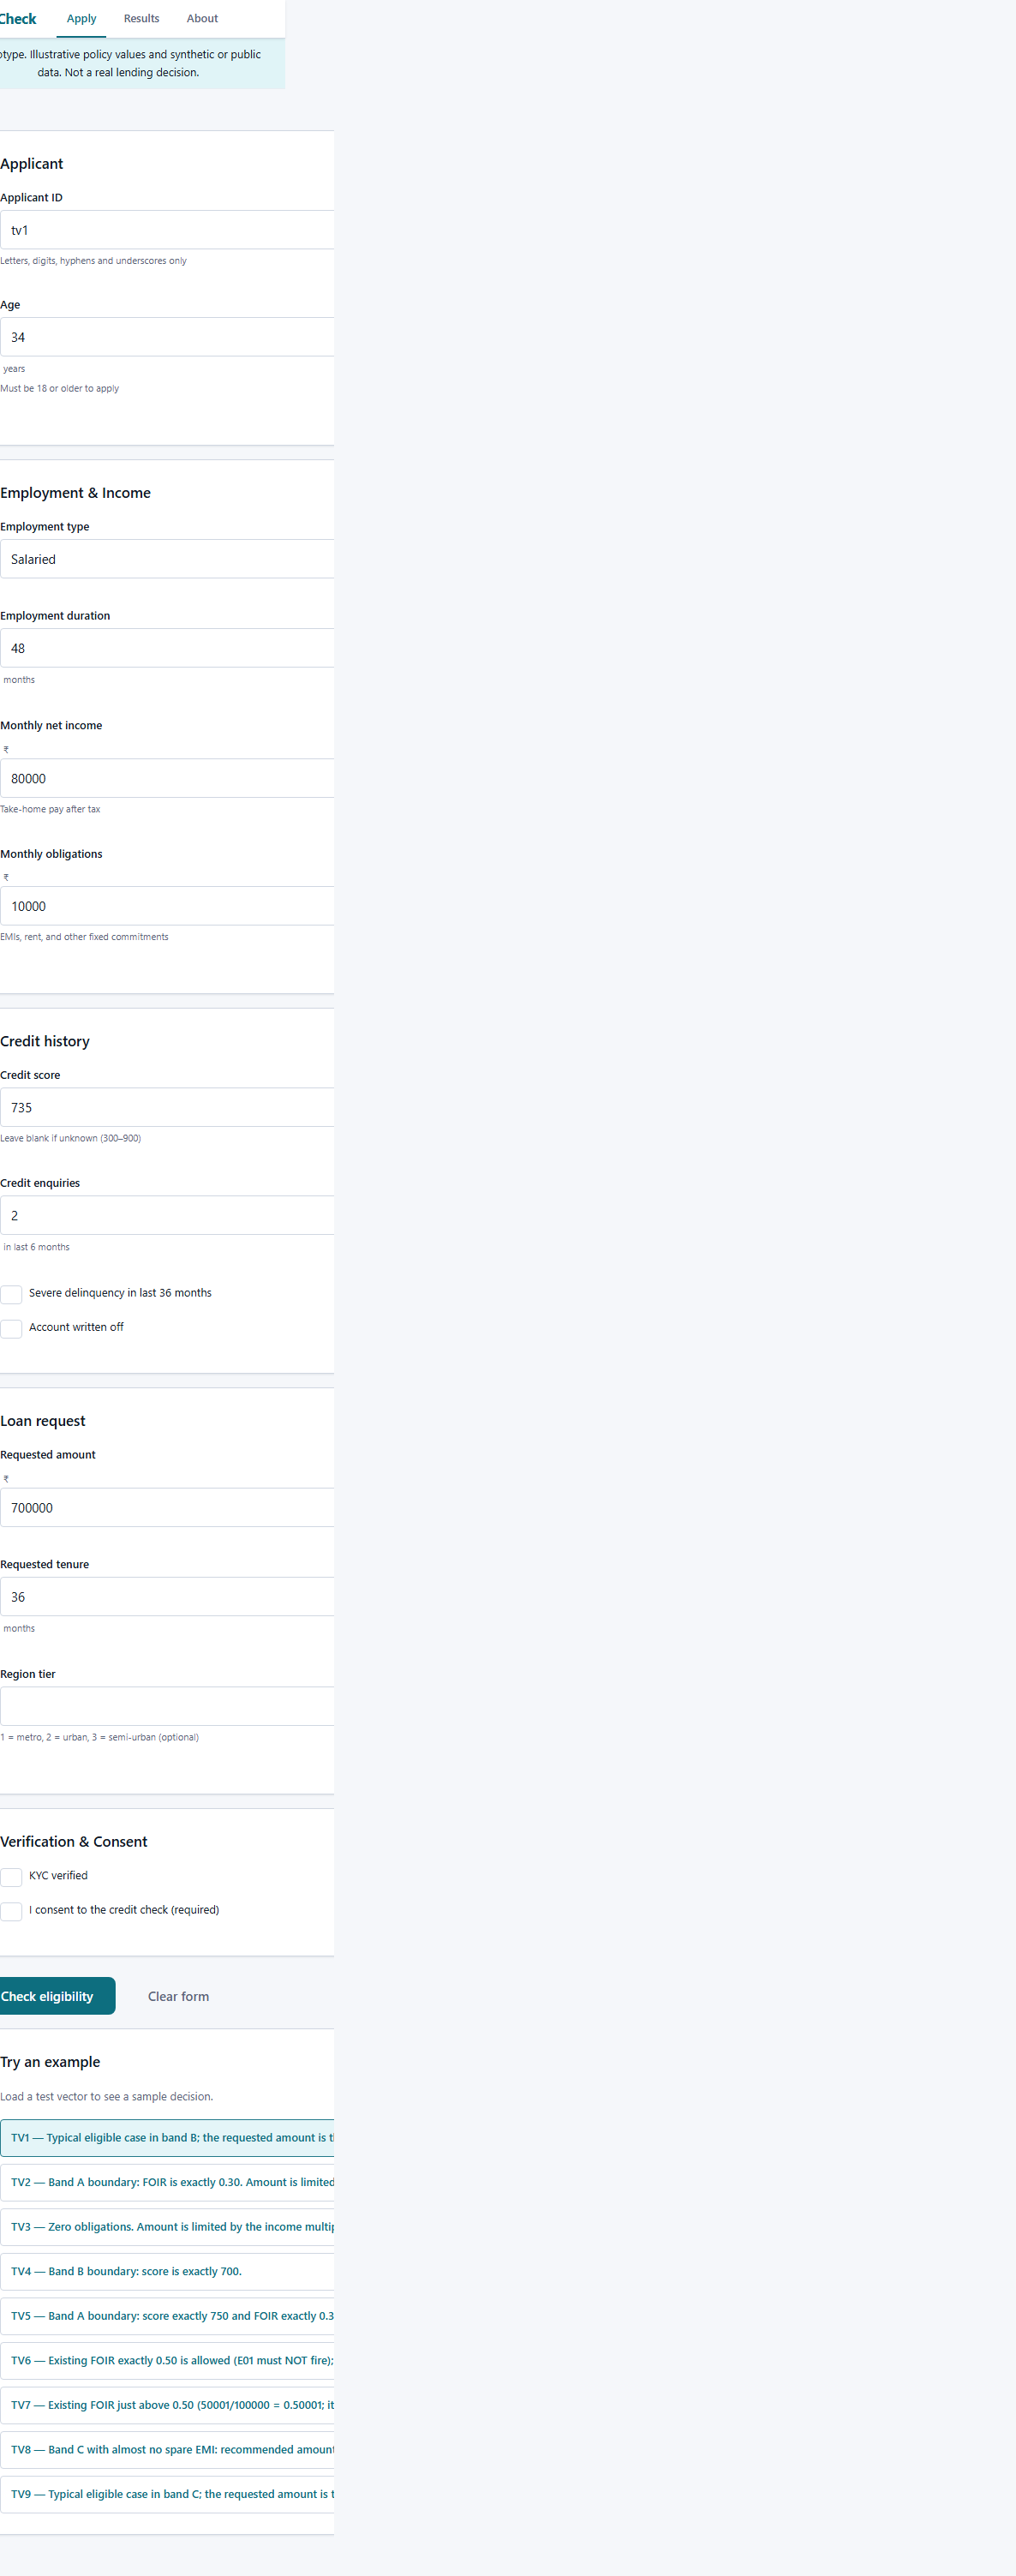 Check Apply Results About
otype. Illustrative policy values and synthetic or public
data. Not a real lending decision.
Applicant
Applicant ID
tv1
Letters, digits, hyphens and underscores only
Age
34
years
Must be 18 or older to apply
Employment & Income
Employment type
Salaried
Employment duration
48
months
Monthly net income
₹
80000
Take-home pay after tax
Monthly obligations
₹
10000
EMIs, rent, and other fixed commitments
Credit history
Credit score
735
Leave blank if unknown (300–900)
Credit enquiries
2
in last 6 months
Severe delinquency in last 36 months
Account written off
Loan request
Requested amount
₹
700000
Requested tenure
36
months
Region tier
1 = metro, 2 = urban, 3 = semi-urban (optional)
Verification & Consent
KYC verified
I consent to the credit check (required)
Check eligibility Clear form
Try an example
Load a test vector to see a sample decision.
TV1 — Typical eligible case in band B; the requested amount is t
TV2 — Band A boundary: FOIR is exactly 0.30. Amount is limited
TV3 — Zero obligations. Amount is limited by the income multip
TV4 — Band B boundary: score is exactly 700.
TV5 — Band A boundary: score exactly 750 and FOIR exactly 0.3
TV6 — Existing FOIR exactly 0.50 is allowed (E01 must NOT fire);
TV7 — Existing FOIR just above 0.50 (50001/100000 = 0.50001; it
TV8 — Band C with almost no spare EMI: recommended amount
TV9 — Typical eligible case in band C; the requested amount is t